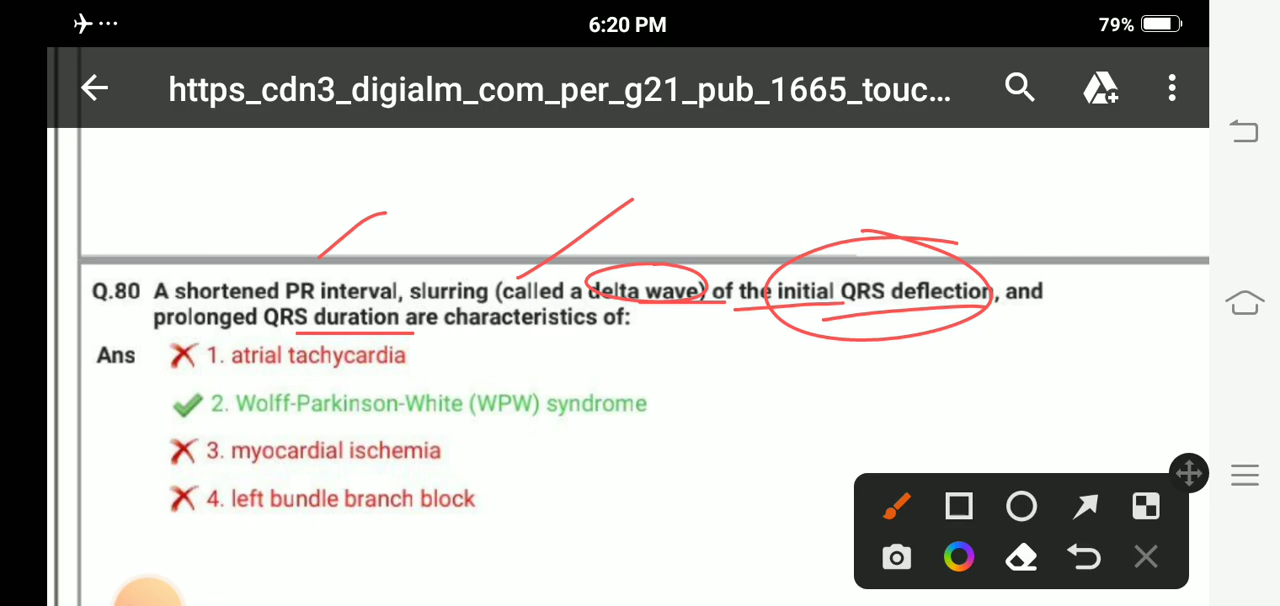 6:20 PM
79%
https_cdn3_digialm_com_per_g21_pub_1665_touc...
Q.80 A shortened PR interval, slurring (called a delta wave) of the initial QRS deflection, and
prolonged QRS duration are characteristics of:
Ans 1. atrial tachycardia
2. Wolff-Parkinson-White (WPW) syndrome
3. myocardial ischemia
4. left bundle branch block